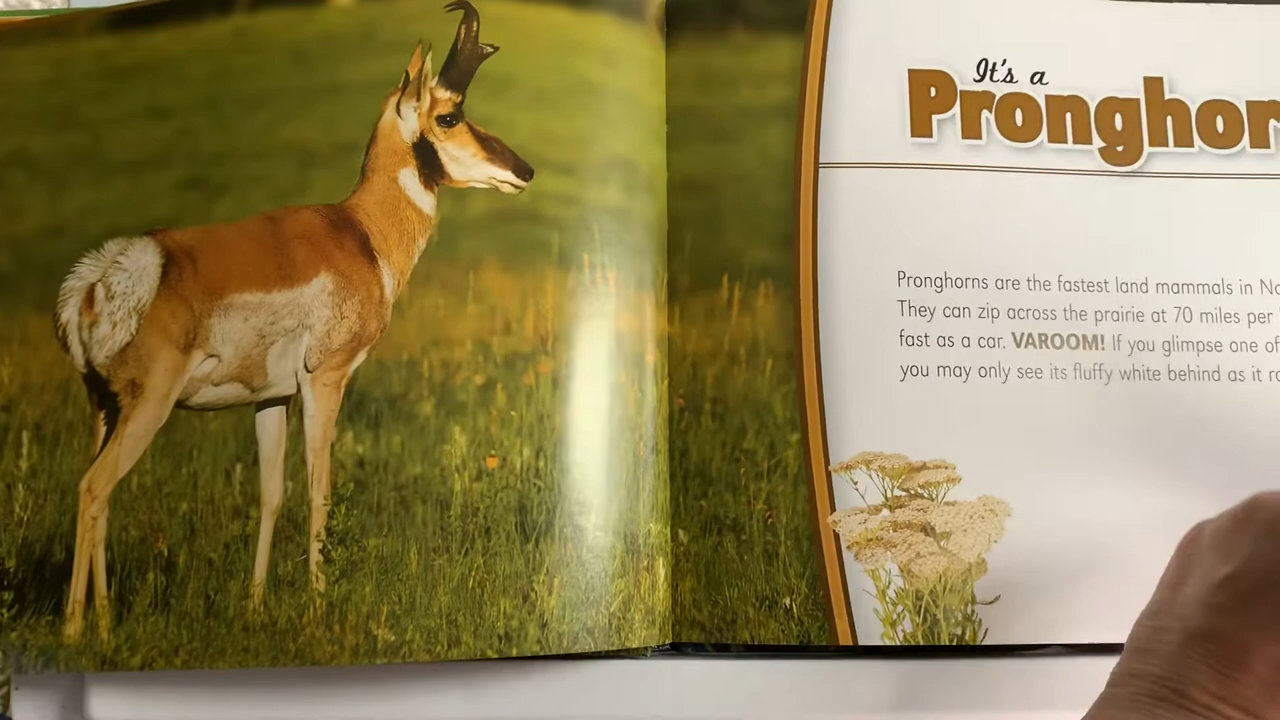 It's a
Pronghor
Pronghorns are the fastest land mammals in No
They can zip across the prairie at 70 miles per
fast as a car. VAROOM! If you glimpse one of
you may only see its fluffy white behind as it ra